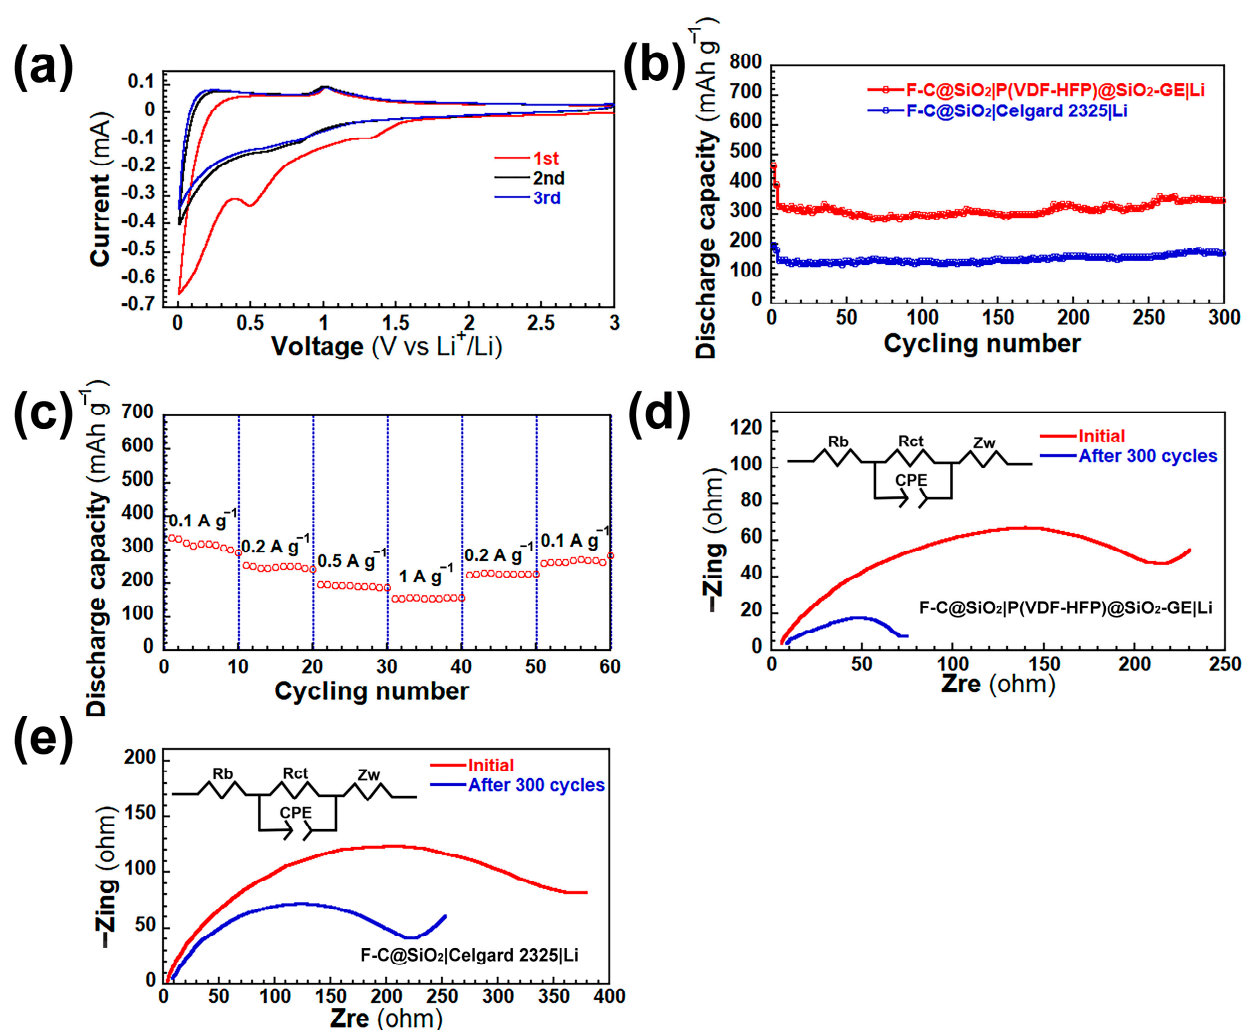 (a)
Current (mA)
0.1
0
-0.1
-0.2
-0.3
-0.4
-0.5
-0.6
-0.7
1st
2nd
3rd
0 0.5 1 1.5 2 2.5 3
Voltage (V vs Li⁺/Li)
(b)
Discharge capacity (mAh g⁻¹)
800
700
600
500
400
300
200
100
0
F-C@SiO₂|P(VDF-HFP)@SiO₂-GE|Li
F-C@SiO₂|Celgard 2325|Li
0 50 100 150 200 250 300
Cycling number
(c)
Discharge capacity (mAh g⁻¹)
700
600
500
400
300
200
100
0
0.1 A g⁻¹
0.2 A g⁻¹
0.5 A g⁻¹
1 A g⁻¹
0.2 A g⁻¹
0.1 A g⁻¹
0 10 20 30 40 50 60
Cycling number
(d)
–Zing (ohm)
120
100
80
60
40
20
0
Rb Rct Zw
CPE
Initial
After 300 cycles
F-C@SiO₂|P(VDF-HFP)@SiO₂-GE|Li
0 50 100 150 200 250
Zre (ohm)
(e)
–Zing (ohm)
200
150
100
50
0
Rb Rct Zw
CPE
Initial
After 300 cycles
F-C@SiO₂|Celgard 2325|Li
0 50 100 150 200 250 300 350 400
Zre (ohm)